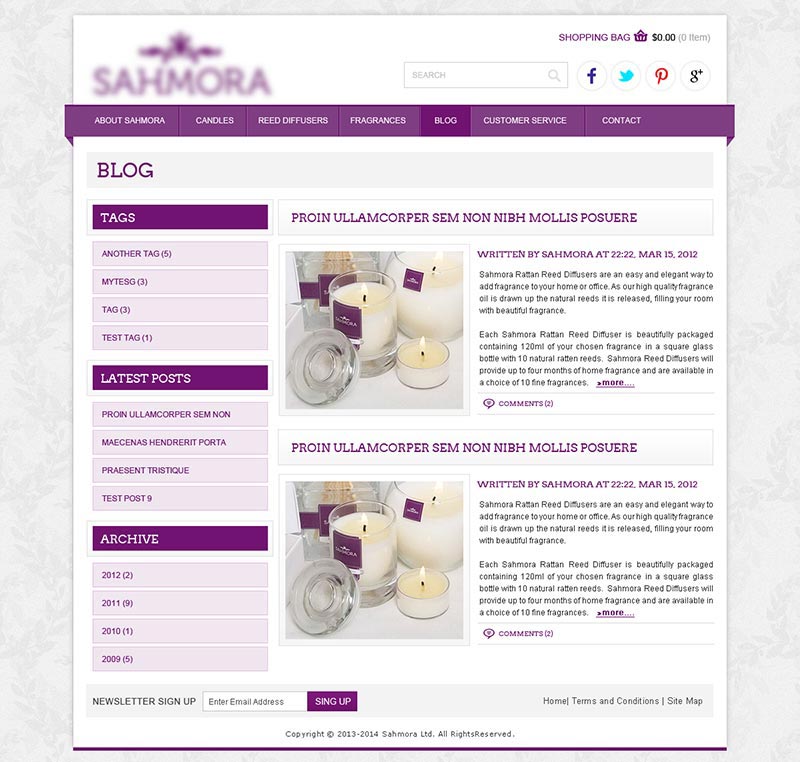 SAHMORA
SHOPPING BAG $0.00 (0 Item)
SEARCH
ABOUT SAHMORA CANDLES REED DIFFUSERS FRAGRANCES BLOG CUSTOMER SERVICE CONTACT
BLOG
TAGS
ANOTHER TAG (5)
MYTESG (3)
TAG (3)
TEST TAG (1)
LATEST POSTS
PROIN ULLAMCORPER SEM NON
MAECENAS HENDRERIT PORTA
PRAESENT TRISTIQUE
TEST POST 9
ARCHIVE
2012 (2)
2011 (9)
2010 (1)
2009 (5)
PROIN ULLAMCORPER SEM NON NIBH MOLLIS POSUERE
SAHMORA
WRITTEN BY SAHMORA AT 22:22, MAR 15, 2012
Sahmora Rattan Reed Diffusers are an easy and elegant way to
add fragrance to your home or office. As our high quality fragrance
oil is drawn up the natural reeds it is released, filling your room
with beautiful fragrance.
Each Sahmora Rattan Reed Diffuser is beautifully packaged
containing 120ml of your chosen fragrance in a square glass
bottle with 10 natural ratten reeds. Sahmora Reed Diffusers will
provide up to four months of home fragrance and are available in
a choice of 10 fine fragrances. >more....
COMMENTS (2)
PROIN ULLAMCORPER SEM NON NIBH MOLLIS POSUERE
SAHMORA
WRITTEN BY SAHMORA AT 22:22, MAR 15, 2012
Sahmora Rattan Reed Diffusers are an easy and elegant way to
add fragrance to your home or office. As our high quality fragrance
oil is drawn up the natural reeds it is released, filling your room
with beautiful fragrance.
Each Sahmora Rattan Reed Diffuser is beautifully packaged
containing 120ml of your chosen fragrance in a square glass
bottle with 10 natural ratten reeds. Sahmora Reed Diffusers will
provide up to four months of home fragrance and are available in
a choice of 10 fine fragrances. >more....
COMMENTS (2)
NEWSLETTER SIGN UP Enter Email Address SING UP Home| Terms and Conditions | Site Map
Copyright © 2013-2014 Sahmora Ltd. All RightsReserved.